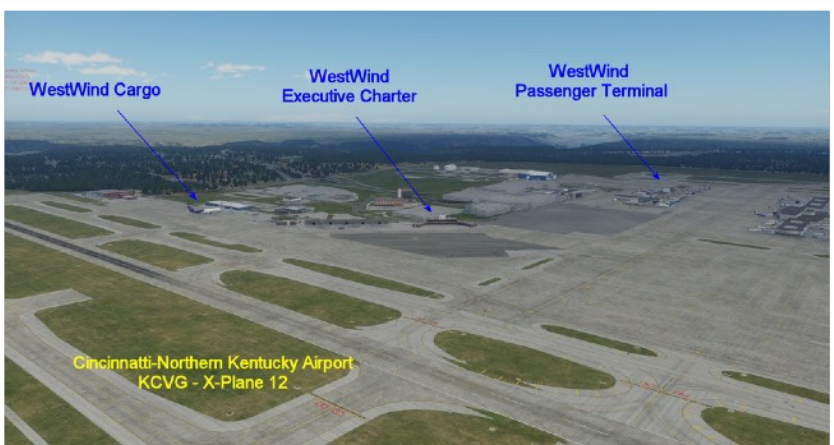 WestWind Cargo
WestWind
Executive Charter
WestWind
Passenger Terminal
Cincinnatti-Northern Kentucky Airport
KCVG - X-Plane 12